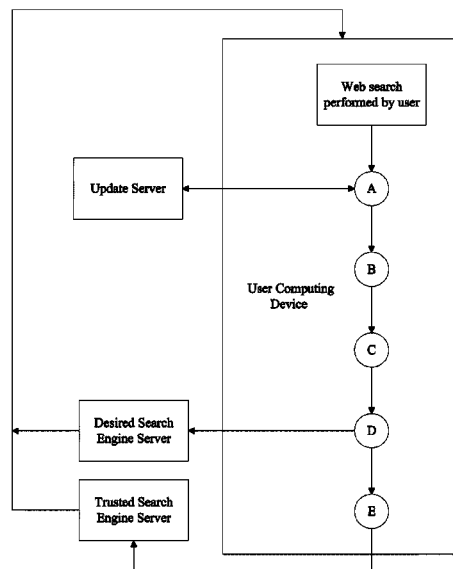 Web search
performed by user
Update Server
A
B
User Computing
Device
C
Desired Search
Engine Server
D
Trusted Search
Engine Server
E